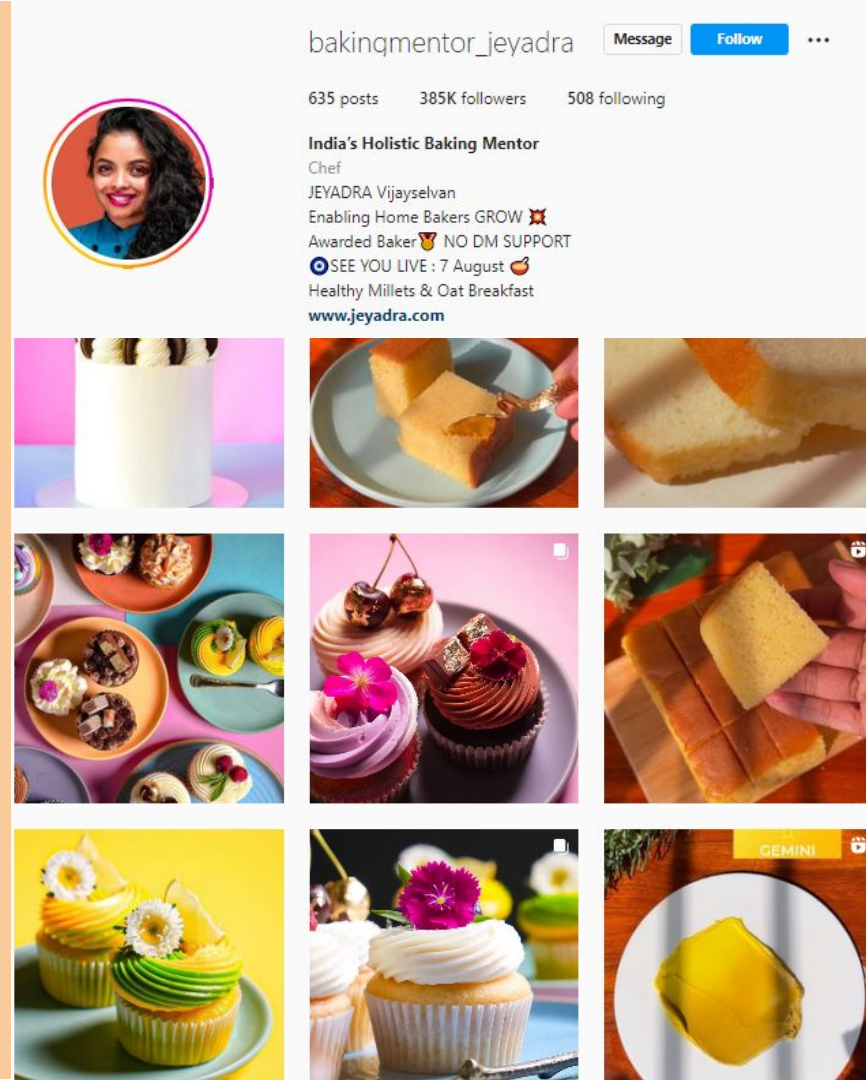 bakingmentor_jeyadra Message Follow
635 posts 385K followers 508 following
India’s Holistic Baking Mentor
Chef
JEYADRA Vijayselvan
Enabling Home Bakers GROW 💥
Awarded Baker🏅 NO DM SUPPORT
🧿SEE YOU LIVE : 7 August 🥣
Healthy Millets & Oat Breakfast
www.jeyadra.com
GEMINI